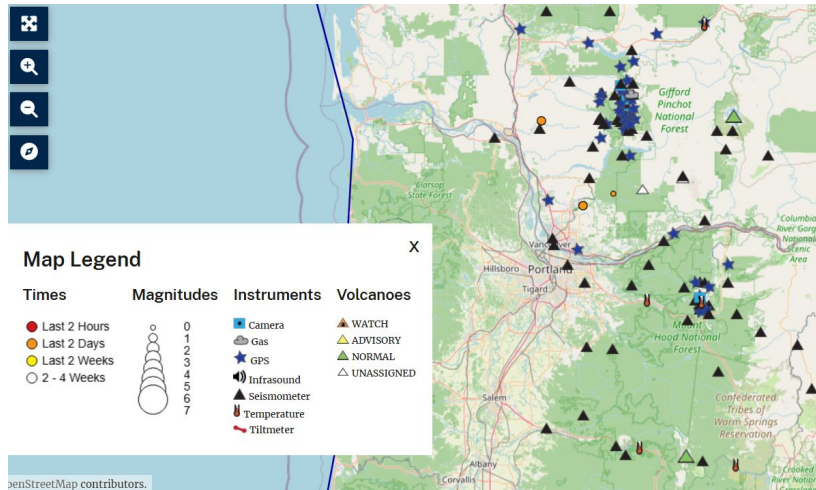 Gifford
Pinchot
National
Forest
Clatsop
State Forest
Columbia
River Gorge
National
Scenic
Area
Vancouver
Hillsboro
Portland
Tigard
Mount
Hood National
Forest
Salem
Confederated
Tribes of
Warm Springs
Reservation
Albany
Corvallis
Crooked
River Nation
X
Map Legend
Times
Last 2 Hours
Last 2 Days
Last 2 Weeks
2 - 4 Weeks
Magnitudes
0
1
2
3
4
5
6
7
Instruments
Camera
Gas
GPS
Infrasound
Seismometer
Temperature
Tiltmeter
Volcanoes
WATCH
ADVISORY
NORMAL
UNASSIGNED
penStreetMap contributors.